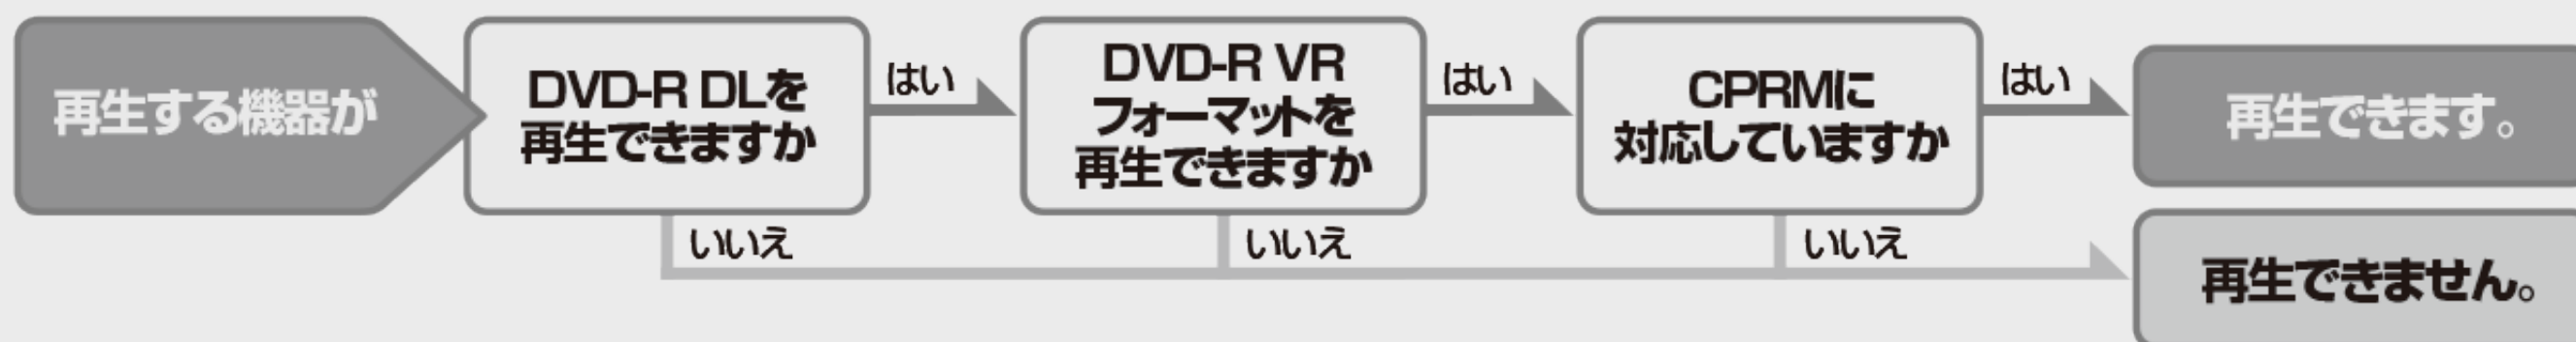 再生する機器が
DVD-R DLを
再生できますか
はい
DVD-R VR
フォーマットを
再生できますか
はい
CPRMに
対応していますか
はい
再生できます。
いいえ
いいえ
いいえ
再生できません。